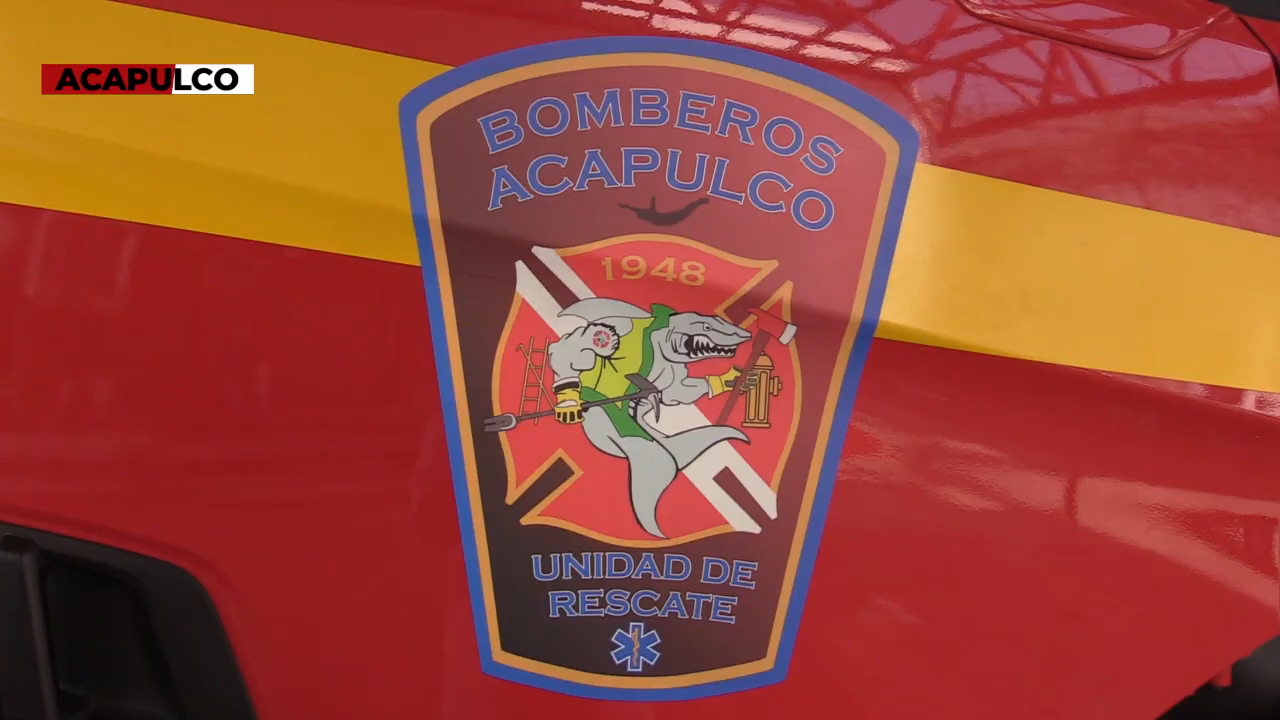 ACAPULCO
BOMBEROS
ACAPULCO
1948
UNIDAD DE
RESCATE